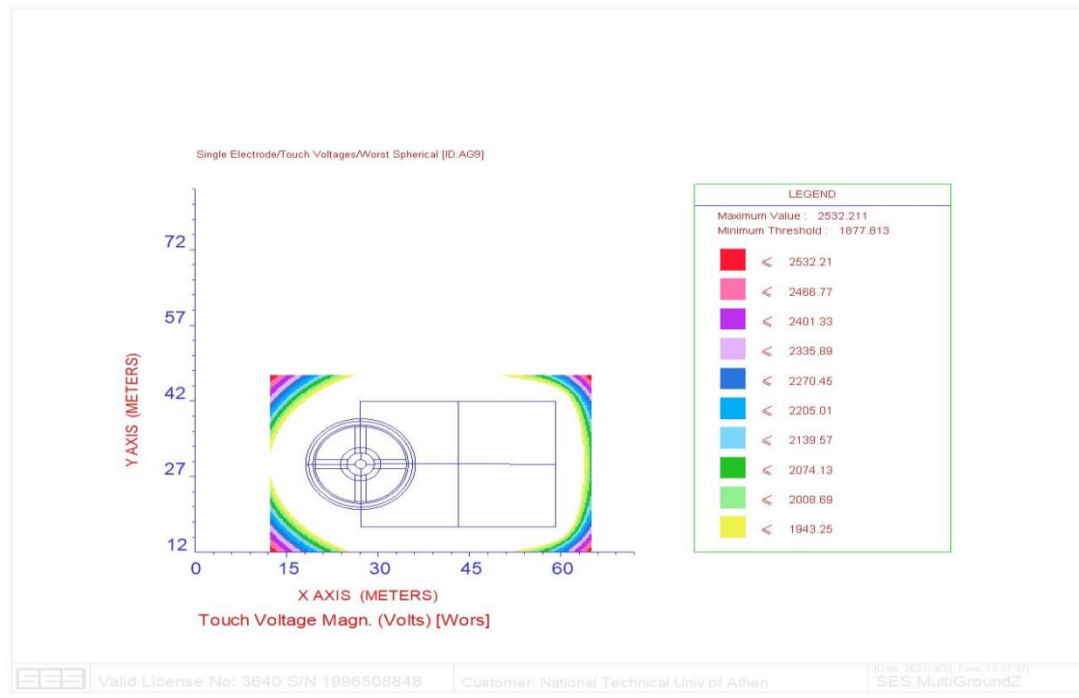 Single Electrode/Touch Voltages/Worst Spherical [ID:AG9]
LEGEND
Maximum Value : 2532.211
Minimum Threshold : 1877.813
⩽ 2532.21
⩽ 2466.77
⩽ 2401.33
⩽ 2335.89
⩽ 2270.45
⩽ 2205.01
⩽ 2139.57
⩽ 2074.13
⩽ 2008.69
⩽ 1943.25
Y AXIS (METERS)
72
57
42
27
12
0 15 30 45 60
X AXIS (METERS)
Touch Voltage Magn. (Volts) [Wors]
SES Valid License No: 3640 S/N 1996508848 Customer: National Technical Univ of Athen SES MultiGroundZ